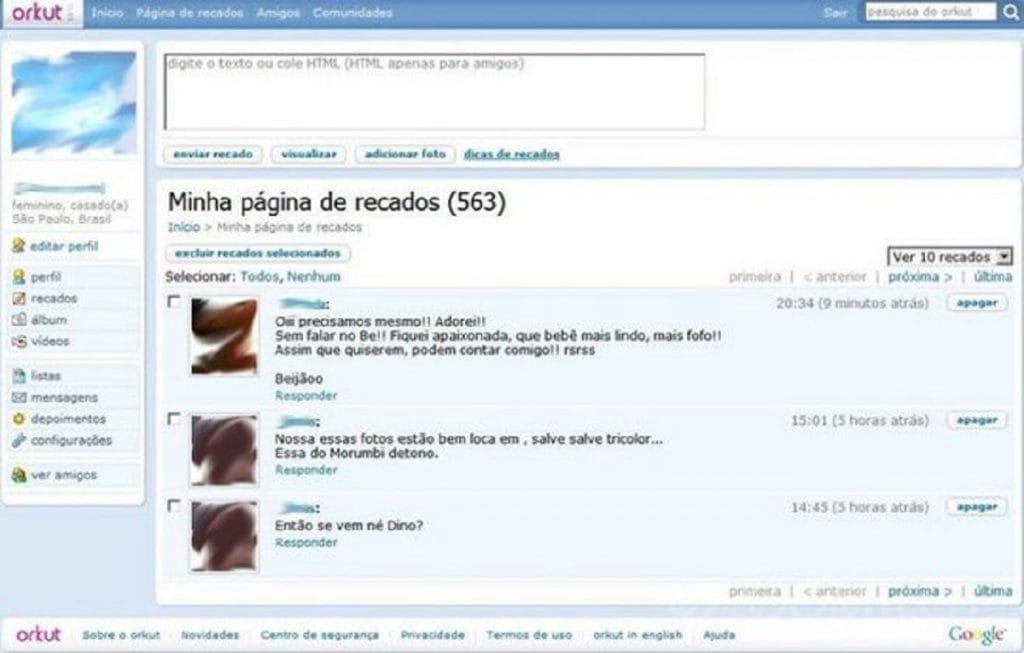 orkut Início Página de recados Amigos Comunidades Sair pesquisa do orkut
digite o texto ou cole HTML (HTML apenas para amigos)
enviar recado visualizar adicionar foto dicas de recados
feminino, casado(a)
São Paulo, Brasil
editar perfil
perfil
recados
álbum
vídeos
listas
mensagens
depoimentos
configurações
ver amigos
Minha página de recados (563)
Início > Minha página de recados
excluir recados selecionados
Ver 10 recados
Selecionar: Todos, Nenhum
primeira | < anterior | próxima > | última
20:34 (9 minutos atrás) apagar
Oiii precisamos mesmo!! Adorei!!
Sem falar no Be!! Fiquei apaixonada, que bebê mais lindo, mais fofo!!
Assim que quiserem, podem contar comigo!! rsrss
Beijãoo
Responder
15:01 (5 horas atrás) apagar
Nossa essas fotos estão bem loca em , salve salve tricolor...
Essa do Morumbi detono.
Responder
14:45 (5 horas atrás) apagar
Então se vem né Dino?
Responder
primeira | < anterior | próxima > | última
orkut Sobre o orkut Novidades Centro de segurança Privacidade Termos de uso orkut in english Ajuda Google